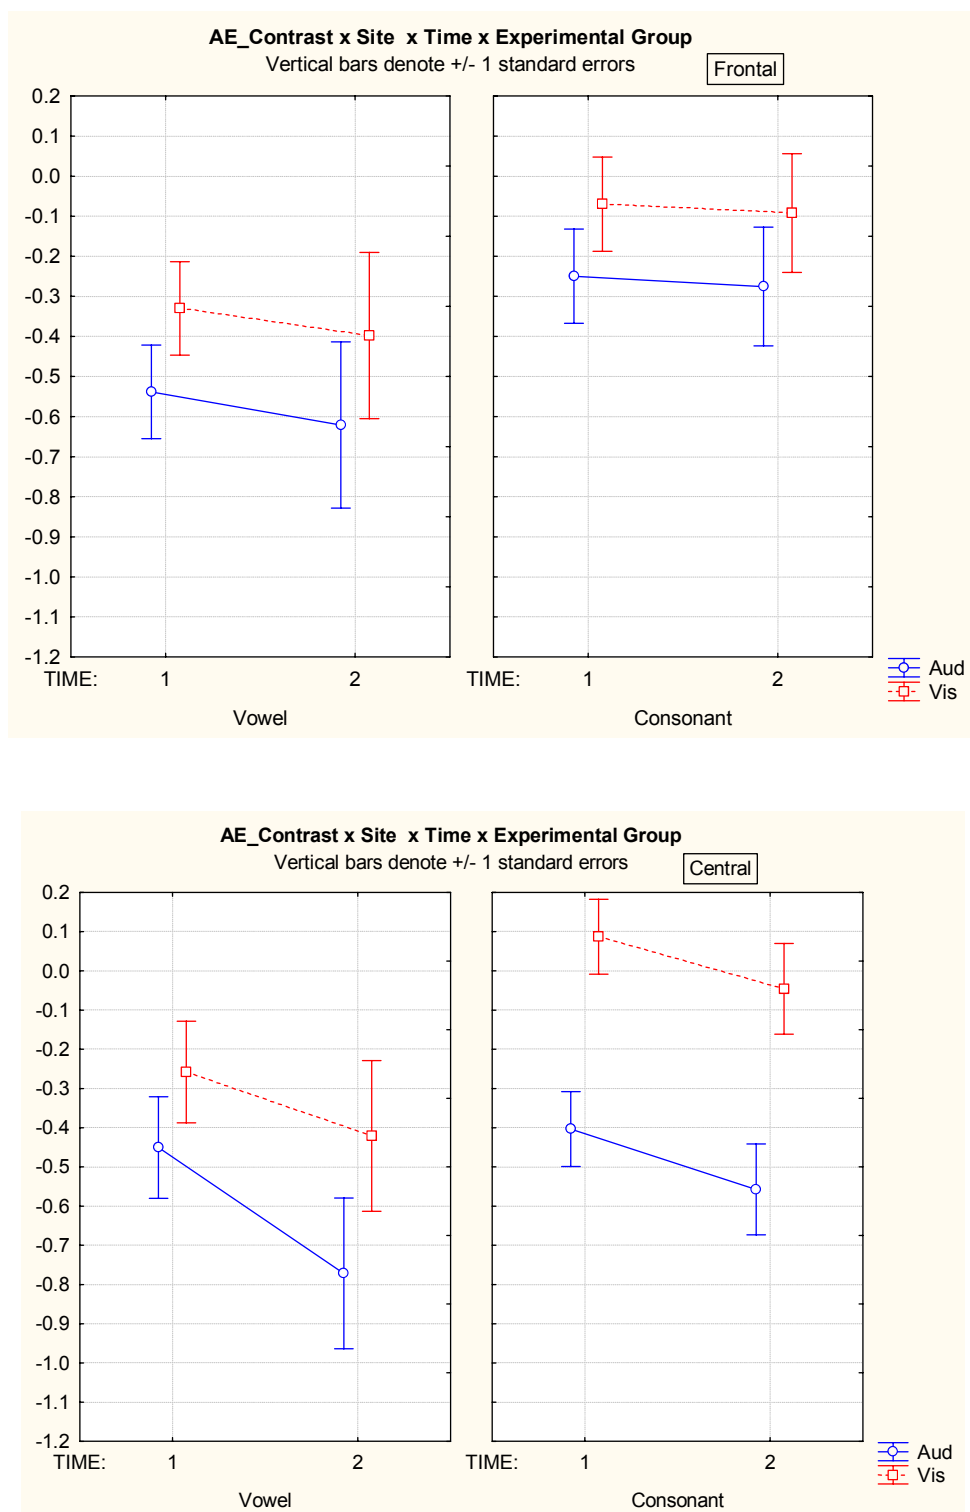 AE_Contrast x Site x Time x Experimental Group
Vertical bars denote +/- 1 standard errors
Frontal
0.2
0.1
0.0
-0.1
-0.2
-0.3
-0.4
-0.5
-0.6
-0.7
-0.8
-0.9
-1.0
-1.1
-1.2
TIME: 1 2
Vowel
TIME: 1 2
Consonant
Aud
Vis
AE_Contrast x Site x Time x Experimental Group
Vertical bars denote +/- 1 standard errors
Central
0.2
0.1
0.0
-0.1
-0.2
-0.3
-0.4
-0.5
-0.6
-0.7
-0.8
-0.9
-1.0
-1.1
-1.2
TIME: 1 2
Vowel
TIME: 1 2
Consonant
Aud
Vis